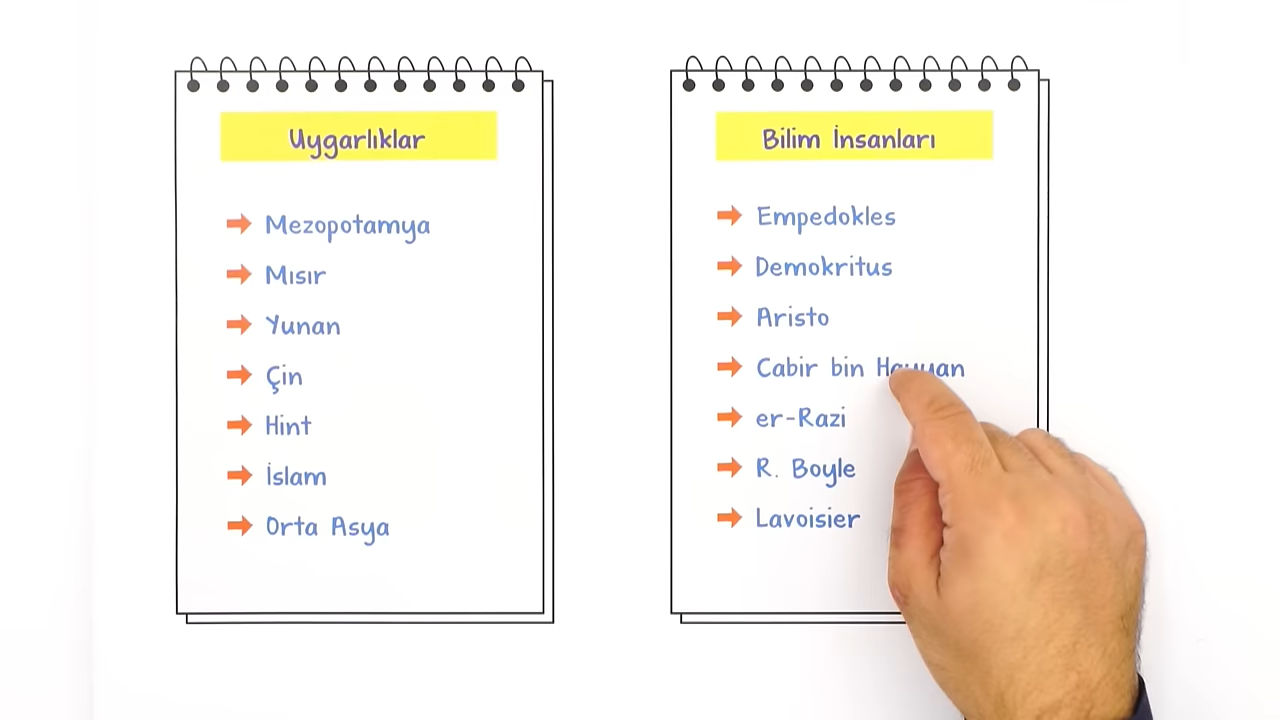 Uygarlıklar
Mezopotamya
Mısır
Yunan
Çin
Hint
İslam
Orta Asya
Bilim İnsanları
Empedokles
Demokritus
Aristo
Cabir bin Hayyan
er-Razi
R. Boyle
Lavoisier